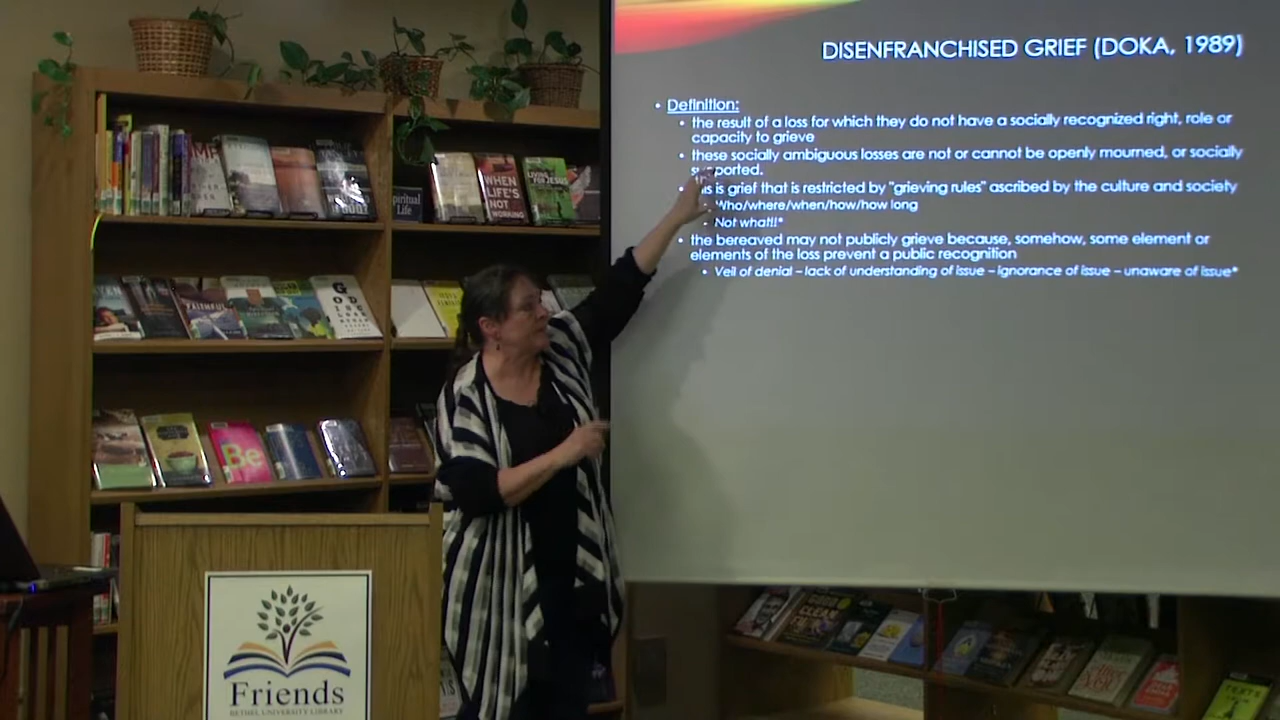 DISENFRANCHISED GRIEF (DOKA, 1989)
• Definition:
• the result of a loss for which they do not have a socially recognized right, role or
capacity to grieve
• these socially ambiguous losses are not or cannot be openly mourned, or socially
supported.
is grief that is restricted by "grieving rules" ascribed by the culture and society
Who/where/when/how/how long
Not what!!*
• the bereaved may not publicly grieve because, somehow, some element or
elements of the loss prevent a public recognition
• Veil of denial – lack of understanding of issue – ignorance of issue – unaware of issue*
Spiritual
Life
WHEN
LIFE'S
NOT
WORKING
LIVING FOR
JESUS
FAITHFUL
Be
TEXTS
Friends
BETHEL UNIVERSITY LIBRARY